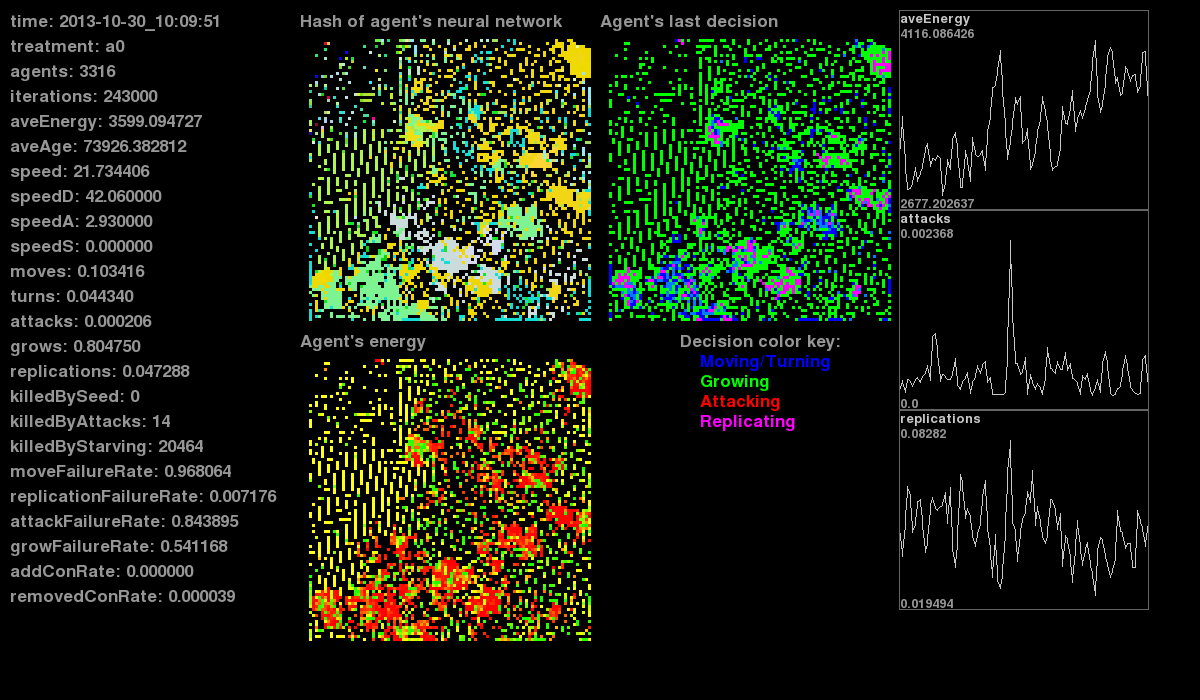 time: 2013-10-30_10:09:51
treatment: a0
agents: 3316
iterations: 243000
aveEnergy: 3599.094727
aveAge: 73926.382812
speed: 21.734406
speedD: 42.060000
speedA: 2.930000
speedS: 0.000000
moves: 0.103416
turns: 0.044340
attacks: 0.000206
grows: 0.804750
replications: 0.047288
killedBySeed: 0
killedByAttacks: 14
killedByStarving: 20464
moveFailureRate: 0.968064
replicationFailureRate: 0.007176
attackFailureRate: 0.843895
growFailureRate: 0.541168
addConRate: 0.000000
removedConRate: 0.000039
Hash of agent's neural network
Agent's last decision
Agent's energy
Decision color key:
Moving/Turning
Growing
Attacking
Replicating
aveEnergy
4116.086426
2677.202637
attacks
0.002368
0.0
replications
0.08282
0.019494